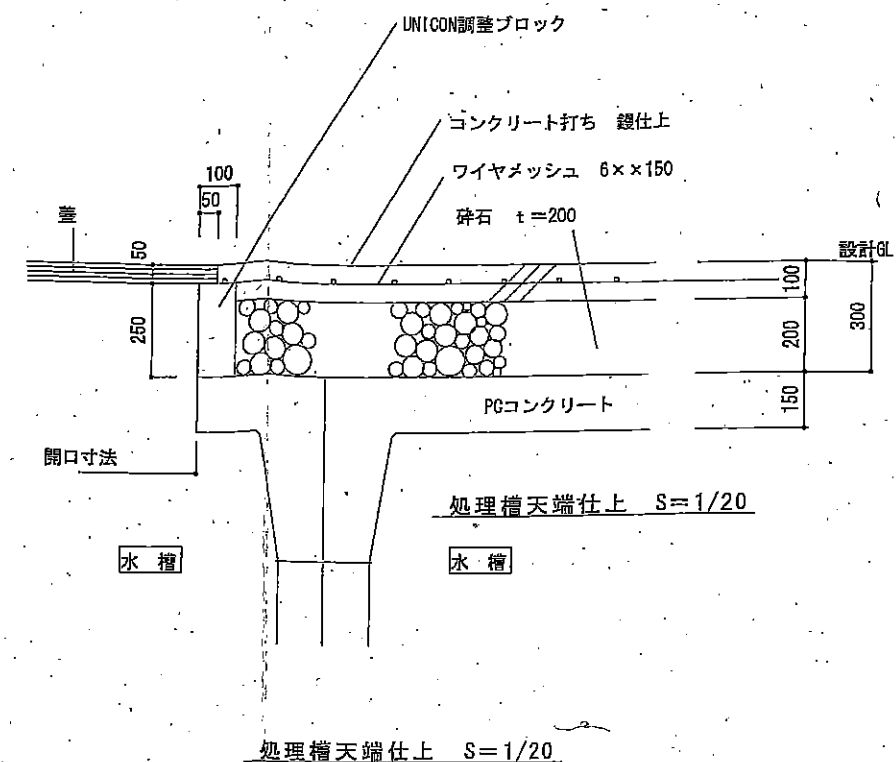 UNICON調整ブロック
コンクリート打ち 鏝仕上
ワイヤメッシュ 6××150
砕石 t=200
100
50
蓋
50
250
設計GL
100
200
300
150
PCコンクリート
開口寸法
処理槽天端仕上 S=1/20
水槽
水槽
処理槽天端仕上 S=1/20